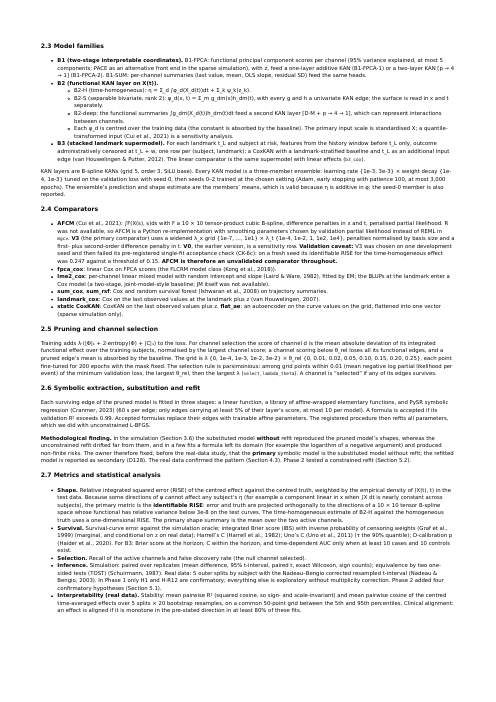 2.3 Model families
• B1 (two-stage interpretable coordinates). B1-FPCA: functional principal component scores per channel (95% variance explained, at most 5
components; PACE as an alternative front end in the sparse simulation), with z, feed a one-layer additive KAN (B1-FPCA-1) or a two-layer KAN [p → 4
→ 1] (B1-FPCA-2). B1-SUM: per-channel summaries (last value, mean, OLS slope, residual SD) feed the same heads.
• B2 (functional KAN layer on X(t)).
○ B2-H (time-homogeneous): η = Σ_d ∫φ_d(X_d(t))dt + Σ_k ψ_k(z_k).
○ B2-S (separable bivariate, rank 2): φ_d(x, t) = Σ_m g_dm(x)h_dm(t), with every g and h a univariate KAN edge; the surface is read in x and t
separately.
○ B2-deep: the functional summaries ∫g_dm(X_d(t))h_dm(t)dt feed a second KAN layer [D·M + p → 4 → 1], which can represent interactions
between channels.
○ Each φ_d is centred over the training data (the constant is absorbed by the baseline). The primary input scale is standardised X; a quantile-
transformed input (Cui et al., 2021) is a sensitivity analysis.
• B3 (stacked landmark supermodel). For each landmark t_L and subject at risk, features from the history window before t_L only, outcome
administratively censored at t_L + w, one row per (subject, landmark); a CoxKAN with a landmark-stratified baseline and t_L as an additional input
edge (van Houwelingen & Putter, 2012). The linear comparator is the same supermodel with linear effects (
KAN layers are B-spline KANs (grid 5, order 3, SiLU base). Every KAN model is a three-member ensemble: learning rate {1e-3, 3e-3} × weight decay {1e-
4, 1e-3} tuned on the validation loss with seed 0, then seeds 0–2 trained at the chosen setting (Adam, early stopping with patience 100, at most 3,000
epochs). The ensemble's prediction and shape estimate are the members' means, which is valid because η is additive in φ; the seed-0 member is also
reported.
2.4 Comparators
• AFCM (Cui et al., 2021): ∫F(X(s), s)ds with F a 10 × 10 tensor-product cubic B-spline, difference penalties in x and t, penalised partial likelihood. R
was not available, so AFCM is a Python re-implementation with smoothing parameters chosen by validation partial likelihood instead of REML in
mgcv. V3 (the primary comparator) uses a widened λ_x grid {1e-7, ..., 1e1} × λ_t {1e-4, 1e-2, 1, 1e2, 1e4}, penalties normalised by basis size and a
first- plus second-order difference penalty in t. V0, the earlier version, is a sensitivity row. Validation caveat: V3 was chosen on one development
seed and then failed its pre-registered single-fit acceptance check (CK-6c): on a fresh seed its identified RISE for the time-homogeneous effect
was 0.247 against a threshold of 0.15. AFCM is therefore an unvalidated comparator throughout.
• fpca_cox: linear Cox on FPCA scores (the FLCRM model class (Kong et al., 2018)).
• lme2_cox: per-channel linear mixed model with random intercept and slope (Laird & Ware, 1982), fitted by EM; the BLUPs at the landmark enter a
Cox model (a two-stage, joint-model-style baseline; JM itself was not available).
• sum_cox, sum_rsf: Cox and random survival forest (Ishwaran et al., 2008) on trajectory summaries.
• landmark_cox: Cox on the last observed values at the landmark plus z (van Houwelingen, 2007).
• static CoxKAN: CoxKAN on the last observed values plus z. flat_ae: an autoencoder on the curve values on the grid, flattened into one vector
(sparse simulation only).
2.5 Pruning and channel selection
Training adds λ·(|Φ|₁ + 2·entropy(Φ) + |C|₁) to the loss. For channel selection the score of channel d is the mean absolute deviation of its integrated
functional effect over the training subjects, normalised by the largest channel score; a channel scoring below θ_rel loses all its functional edges, and a
pruned edge's mean is absorbed by the baseline. The grid is λ {0, 1e-4, 1e-3, 1e-2, 3e-2} × θ_rel {0, 0.01, 0.02, 0.05, 0.10, 0.15, 0.20, 0.25}, each point
fine-tuned for 200 epochs with the mask fixed. The selection rule is parsimonious: among grid points within 0.01 (mean negative log partial likelihood per
event) of the minimum validation loss, the largest θ_rel, then the largest λ (select_lambda_theta). A channel is "selected" if any of its edges survives.
2.6 Symbolic extraction, substitution and refit
Each surviving edge of the pruned model is fitted in three stages: a linear function, a library of affine-wrapped elementary functions, and PySR symbolic
regression (Cranmer, 2023) (60 s per edge; only edges carrying at least 5% of their layer's score, at most 10 per model). A formula is accepted if its
validation R² exceeds 0.99. Accepted formulas replace their edges with trainable affine parameters. The registered procedure then refits all parameters,
which we did with unconstrained L-BFGS.
Methodological finding. In the simulation (Section 3.6) the substituted model without refit reproduced the pruned model's shapes, whereas the
unconstrained refit drifted far from them, and in a few fits a formula left its domain (for example the logarithm of a negative argument) and produced
non-finite risks. The owner therefore fixed, before the real-data study, that the primary symbolic model is the substituted model without refit; the refitted
model is reported as secondary (D128). The real data confirmed the pattern (Section 4.3). Phase 2 tested a constrained refit (Section 5.2).
2.7 Metrics and statistical analysis
• Shape. Relative integrated squared error (RISE) of the centred effect against the centred truth, weighted by the empirical density of (X(t), t) in the
test data. Because some directions of φ cannot affect any subject's η (for example a component linear in x when ∫X dt is nearly constant across
subjects), the primary metric is the identifiable RISE: error and truth are projected orthogonally to the directions of a 10 × 10 tensor B-spline
space whose functional has relative variance below 3e-8 on the test curves. The time-homogeneous estimate of B2-H against the homogeneous
truth uses a one-dimensional RISE. The primary shape summary is the mean over the two active channels.
• Survival. Survival-curve error against the simulation oracle; integrated Brier score (IBS) with inverse probability of censoring weights (Graf et al.,
1999) (marginal, and conditional on z on real data); Harrell's C (Harrell et al., 1982); Uno's C (Uno et al., 2011) (τ the 90% quantile); D-calibration p
(Haider et al., 2020). For B3: Brier score at the horizon, C within the horizon, and time-dependent AUC only when at least 10 cases and 10 controls
exist.
• Selection. Recall of the active channels and false discovery rate (the null channel selected).
• Inference. Simulation: paired over replicates (mean difference, 95% t-interval, paired t, exact Wilcoxon, sign counts); equivalence by two one-
sided tests (TOST) (Schuirmann, 1987). Real data: 5 outer splits by subject with the Nadeau-Bengio corrected resampled t-interval (Nadeau &
Bengio, 2003). In Phase 1 only H1 and H-R12 are confirmatory; everything else is exploratory without multiplicity correction. Phase 2 added four
confirmatory hypotheses (Section 5.1).
• Interpretability (real data). Stability: mean pairwise R² (squared cosine, so sign- and scale-invariant) and mean pairwise cosine of the centred
time-averaged effects over 5 splits × 20 bootstrap resamples, on a common 50-point grid between the 5th and 95th percentiles. Clinical alignment:
an effect is aligned if it is monotone in the pre-stated direction in at least 80% of these fits.